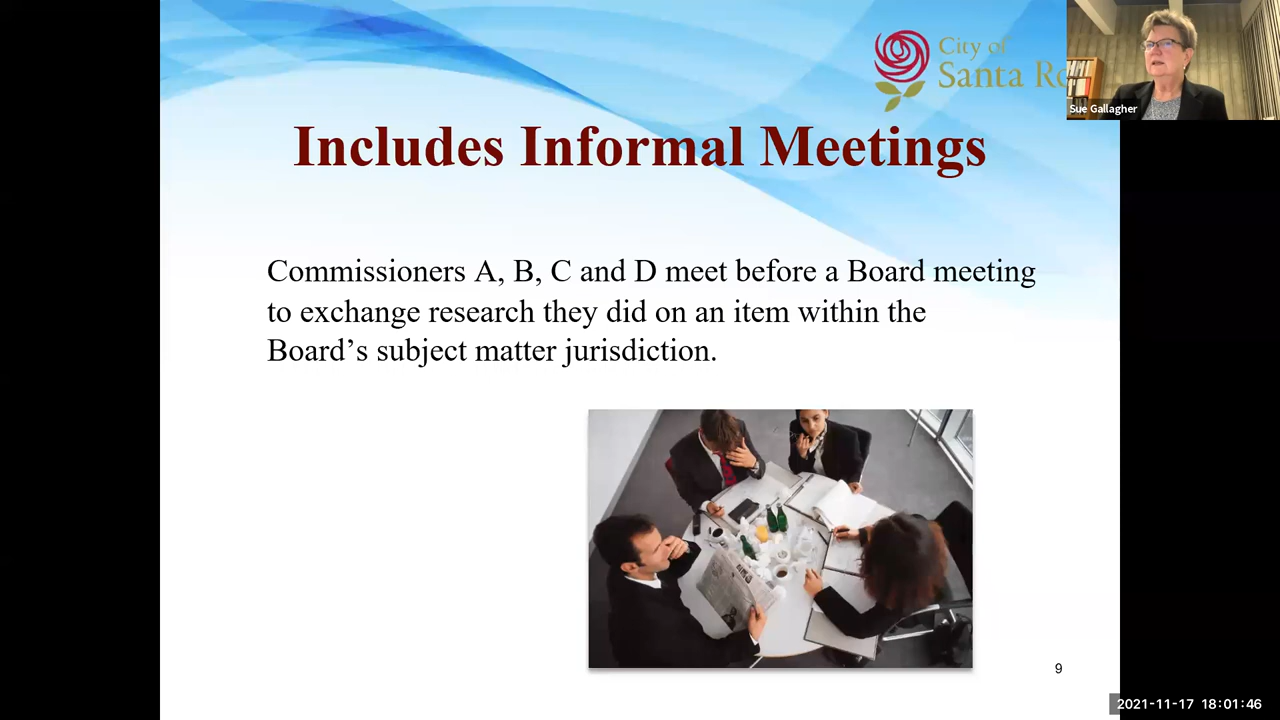 City of
Santa Ro
Sue Gallagher
Includes Informal Meetings
Commissioners A, B, C and D meet before a Board meeting
to exchange research they did on an item within the
Board’s subject matter jurisdiction.
9
2021-11-17 18:01:46